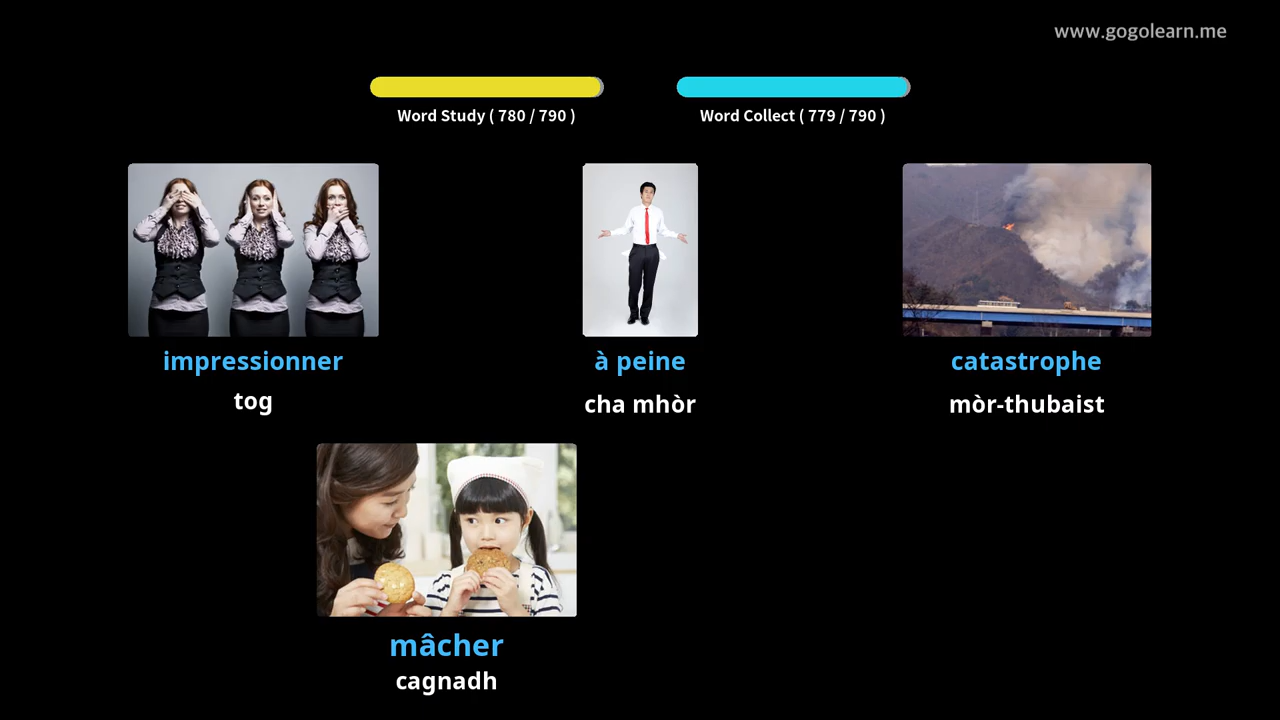 www.gogolearn.me
Word Study ( 780 / 790 )
Word Collect ( 779 / 790 )
impressionner
tog
à peine
cha mhòr
catastrophe
mòr-thubaist
mâcher
cagnadh